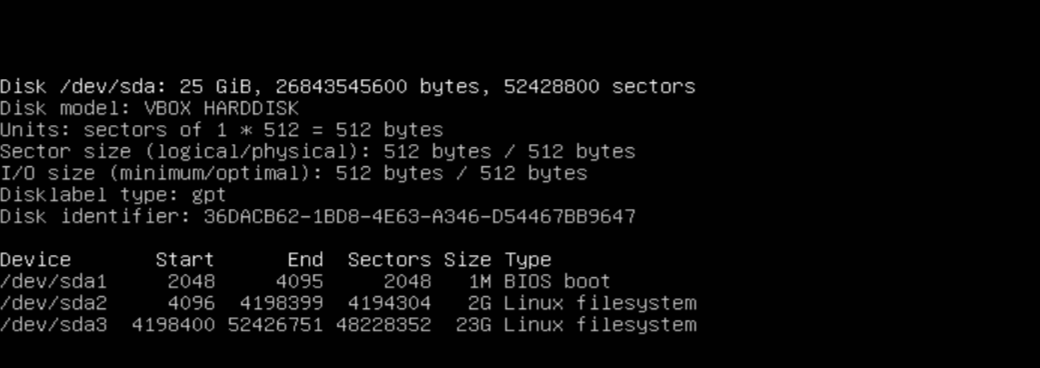 Disk /dev/sda: 25 GiB, 26843545600 bytes, 52428800 sectors
Disk model: VBOX HARDDISK
Units: sectors of 1 * 512 = 512 bytes
Sector size (logical/physical): 512 bytes / 512 bytes
I/O size (minimum/optimal): 512 bytes / 512 bytes
Disklabel type: gpt
Disk identifier: 36DACB62-1BD8-4E63-A346-D54467BB9647
Device Start End Sectors Size Type
/dev/sda1 2048 4095 2048 1M BIOS boot
/dev/sda2 4096 4198399 4194304 2G Linux filesystem
/dev/sda3 4198400 52426751 48228352 23G Linux filesystem